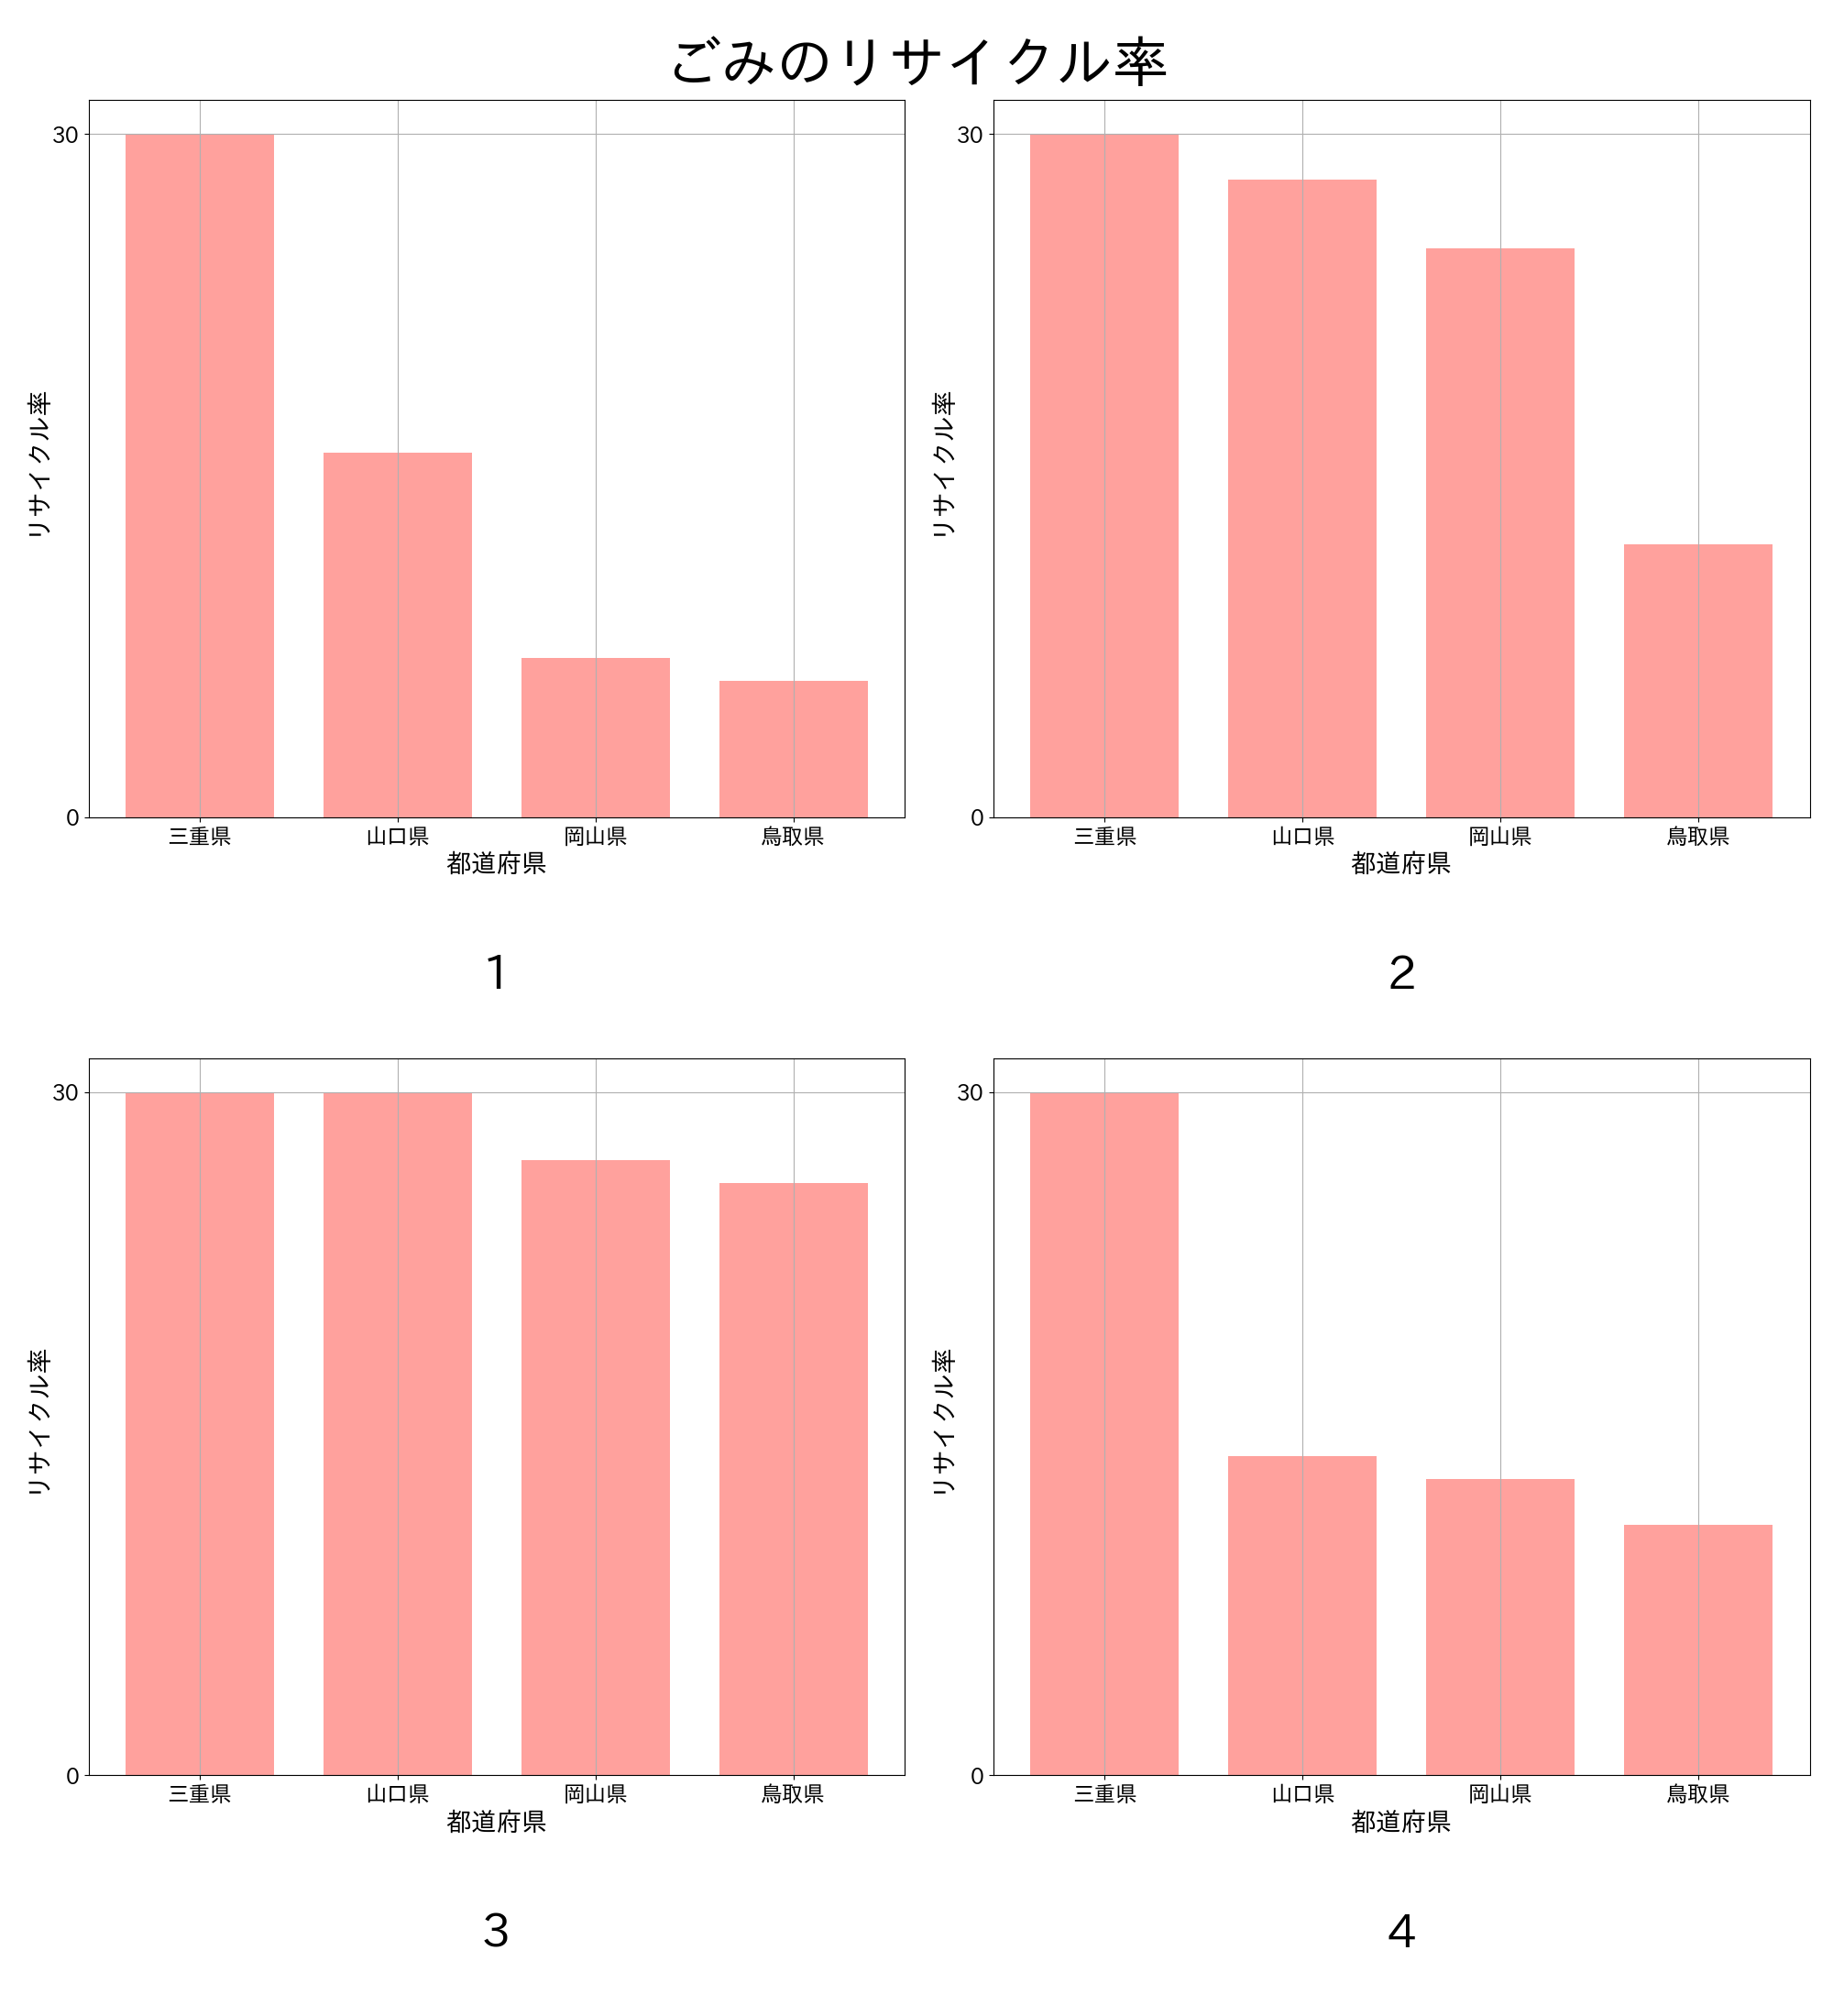 ごみのリサイクル率
30
0
リサイクル率
三重県 山口県 岡山県 鳥取県
都道府県
1
30
0
リサイクル率
三重県 山口県 岡山県 鳥取県
都道府県
2
30
0
リサイクル率
三重県 山口県 岡山県 鳥取県
都道府県
3
30
0
リサイクル率
三重県 山口県 岡山県 鳥取県
都道府県
4